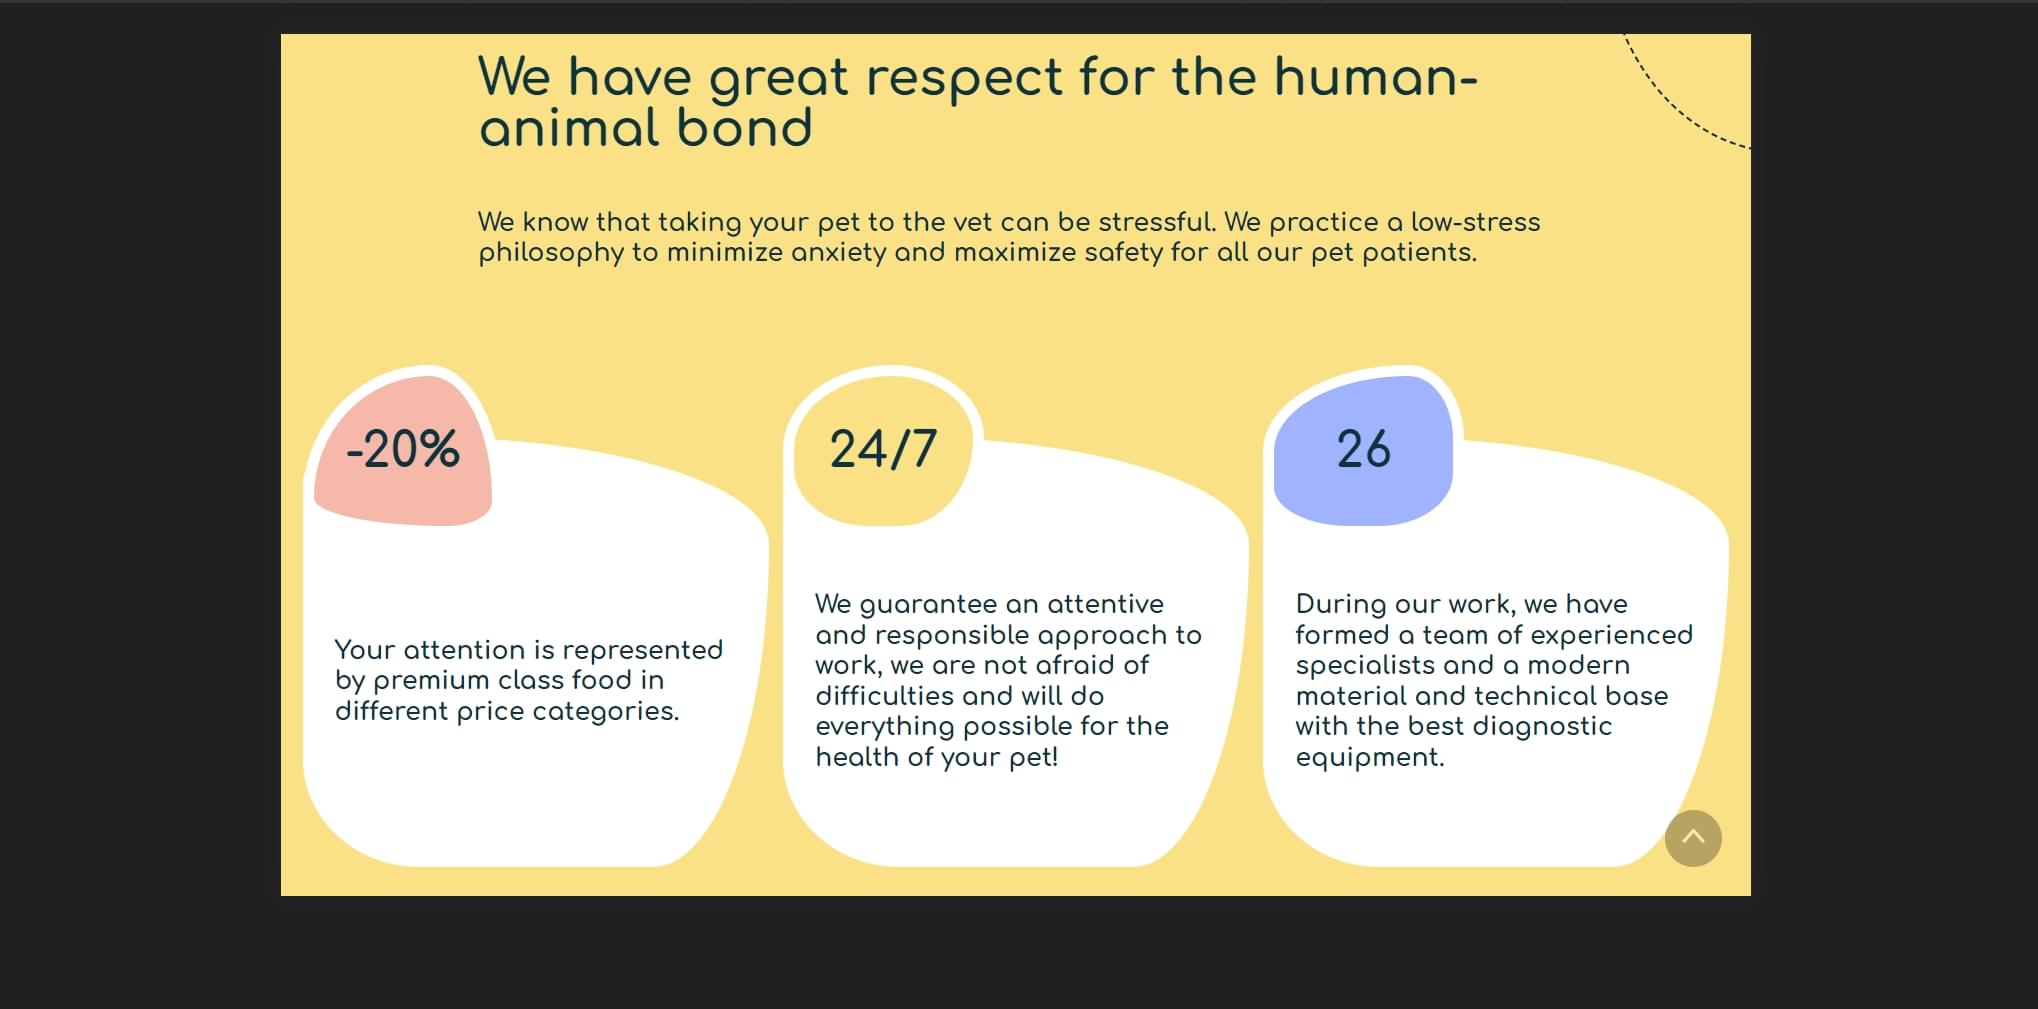 We have great respect for the human-
animal bond
We know that taking your pet to the vet can be stressful. We practice a low-stress
philosophy to minimize anxiety and maximize safety for all our pet patients.
-20%
Your attention is represented
by premium class food in
different price categories.
24/7
We guarantee an attentive
and responsible approach to
work, we are not afraid of
difficulties and will do
everything possible for the
health of your pet!
26
During our work, we have
formed a team of experienced
specialists and a modern
material and technical base
with the best diagnostic
equipment.